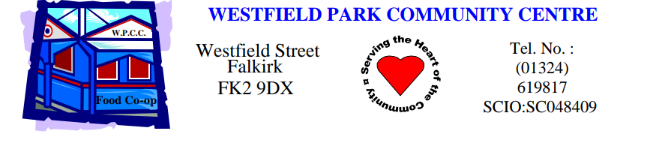 WESTFIELD PARK COMMUNITY CENTRE
W.P.C.C.
Food Co-op
Westfield Street
Falkirk
FK2 9DX
Serving the Heart of the Community
Tel. No. :
(01324)
619817
SCIO:SC048409